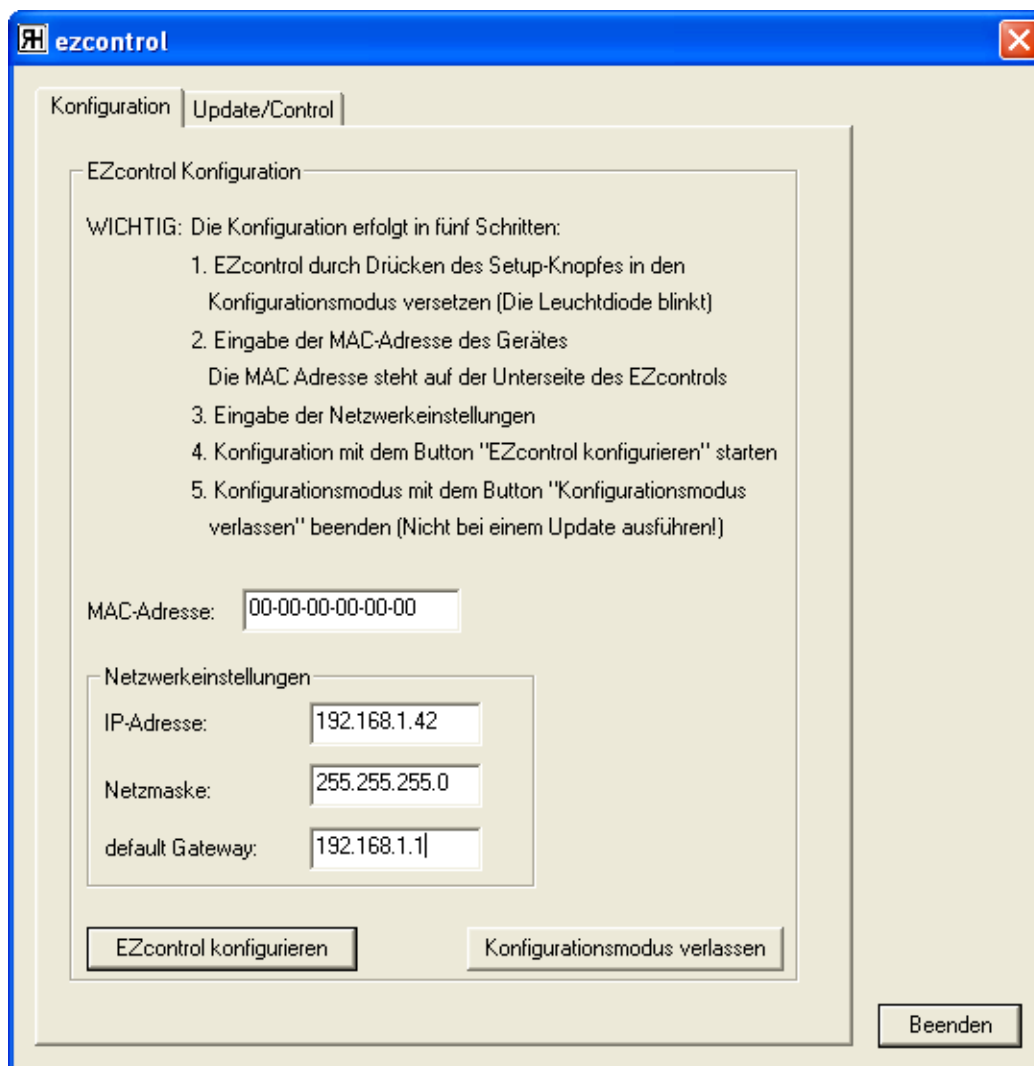 ezcontrol
Konfiguration
Update/Control
EZcontrol Konfiguration
WICHTIG: Die Konfiguration erfolgt in fünf Schritten:
1. EZcontrol durch Drücken des Setup-Knopfes in den
Konfigurationsmodus versetzen (Die Leuchtdiode blinkt)
2. Eingabe der MAC-Adresse des Gerätes
Die MAC Adresse steht auf der Unterseite des EZcontrols
3. Eingabe der Netzwerkeinstellungen
4. Konfiguration mit dem Button "EZcontrol konfigurieren" starten
5. Konfigurationsmodus mit dem Button "Konfigurationsmodus
verlassen" beenden (Nicht bei einem Update ausführen!)
MAC-Adresse: 00-00-00-00-00-00
Netzwerkeinstellungen
IP-Adresse: 192.168.1.42
Netzmaske: 255.255.255.0
default Gateway: 192.168.1.1
EZcontrol konfigurieren
Konfigurationsmodus verlassen
Beenden